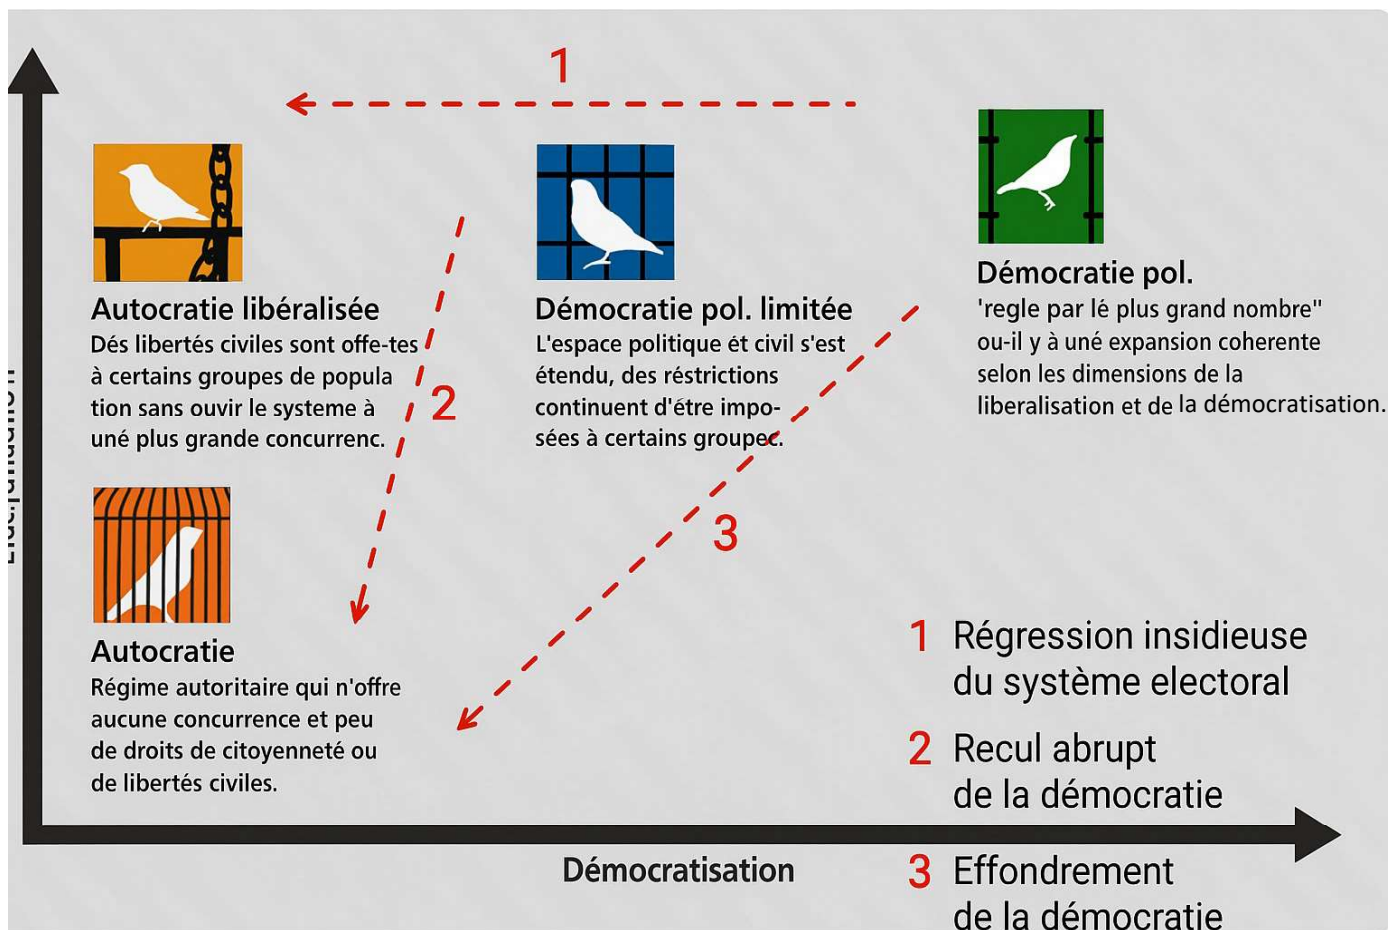 1
Autocratie libéralisée
Dés libertés civiles sont offe-tes
à certains groupes de popula
tion sans ouvir le systeme à
uné plus grande concurrenc.
2
Démocratie pol. limitée
L'espace politique ét civil s'est
étendu, des réstrictions
continuent d'étre impo-
sées à certains groupec.
Démocratie pol.
'regle par lé plus grand nombre"
ou-il y à uné expansion coherente
selon les dimensions de la
liberalisation et de la démocratisation.
3
Autocratie
Régime autoritaire qui n'offre
aucune concurrence et peu
de droits de citoyenneté ou
de libertés civiles.
1 Régression insidieuse
du système electoral
2 Recul abrupt
de la démocratie
Démocratisation
3 Effondrement
de la démocratie